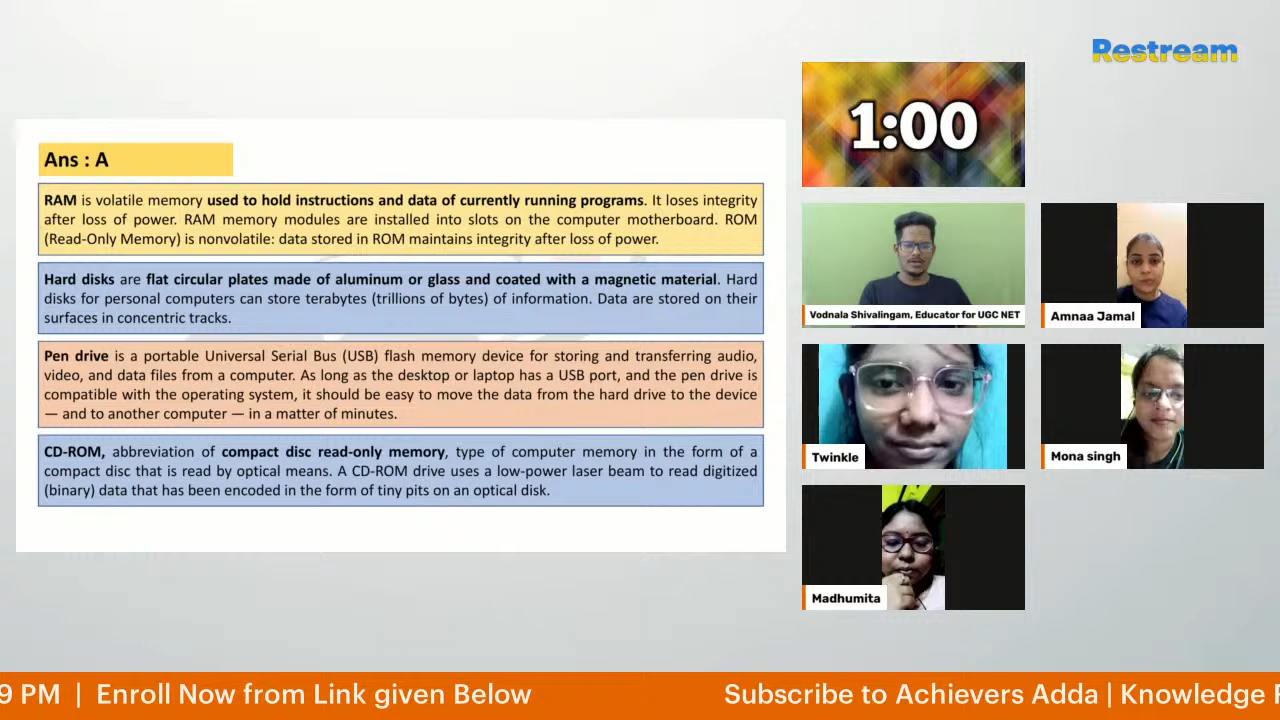 Restream
1:00
Ans : A
RAM is volatile memory used to hold instructions and data of currently running programs. It loses integrity
after loss of power. RAM memory modules are installed into slots on the computer motherboard. ROM
(Read-Only Memory) is nonvolatile: data stored in ROM maintains integrity after loss of power.
Hard disks are flat circular plates made of aluminum or glass and coated with a magnetic material. Hard
disks for personal computers can store terabytes (trillions of bytes) of information. Data are stored on their
surfaces in concentric tracks.
Pen drive is a portable Universal Serial Bus (USB) flash memory device for storing and transferring audio,
video, and data files from a computer. As long as the desktop or laptop has a USB port, and the pen drive is
compatible with the operating system, it should be easy to move the data from the hard drive to the device
— and to another computer — in a matter of minutes.
CD-ROM, abbreviation of compact disc read-only memory, type of computer memory in the form of a
compact disc that is read by optical means. A CD-ROM drive uses a low-power laser beam to read digitized
(binary) data that has been encoded in the form of tiny pits on an optical disk.
Vodnala Shivalingam, Educator for UGC NET
Amnaa Jamal
Twinkle
Mona singh
Madhumita
9 PM | Enroll Now from Link given Below Subscribe to Achievers Adda | Knowledge